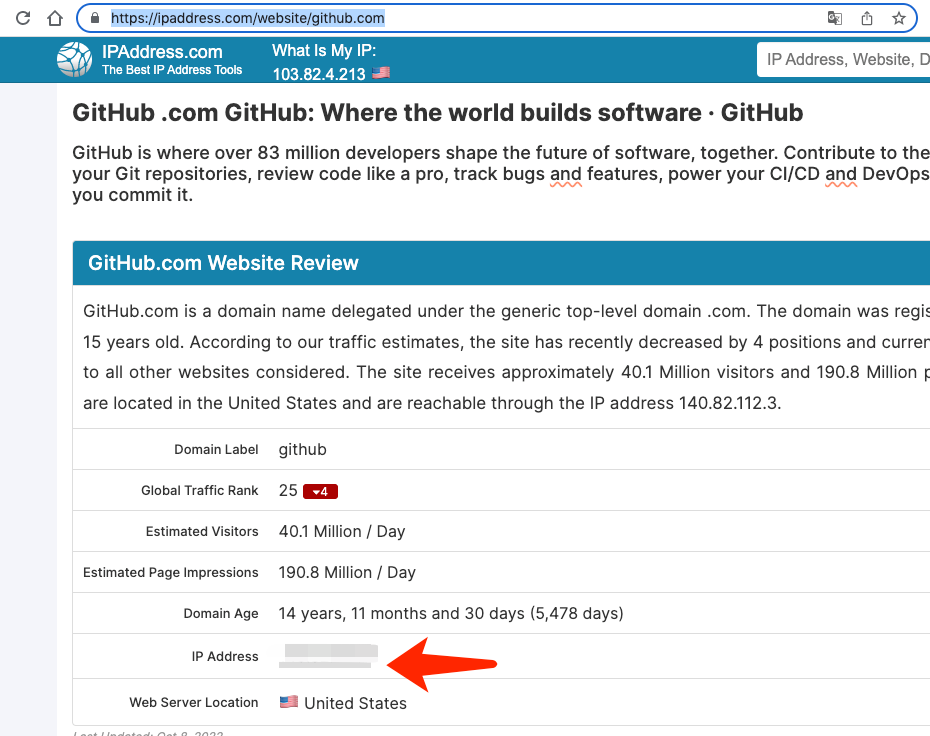 https://ipaddress.com/website/github.com
IPAddress.com
The Best IP Address Tools
What Is My IP:
103.82.4.213
IP Address, Website, D
GitHub .com GitHub: Where the world builds software · GitHub
GitHub is where over 83 million developers shape the future of software, together. Contribute to the
your Git repositories, review code like a pro, track bugs and features, power your CI/CD and DevOps
you commit it.
GitHub.com Website Review
GitHub.com is a domain name delegated under the generic top-level domain .com. The domain was regis
15 years old. According to our traffic estimates, the site has recently decreased by 4 positions and curren
to all other websites considered. The site receives approximately 40.1 Million visitors and 190.8 Million p
are located in the United States and are reachable through the IP address 140.82.112.3.
Domain Label github
Global Traffic Rank 25 4
Estimated Visitors 40.1 Million / Day
Estimated Page Impressions 190.8 Million / Day
Domain Age 14 years, 11 months and 30 days (5,478 days)
IP Address
Web Server Location United States
Last Updated: Oct 8, 2022